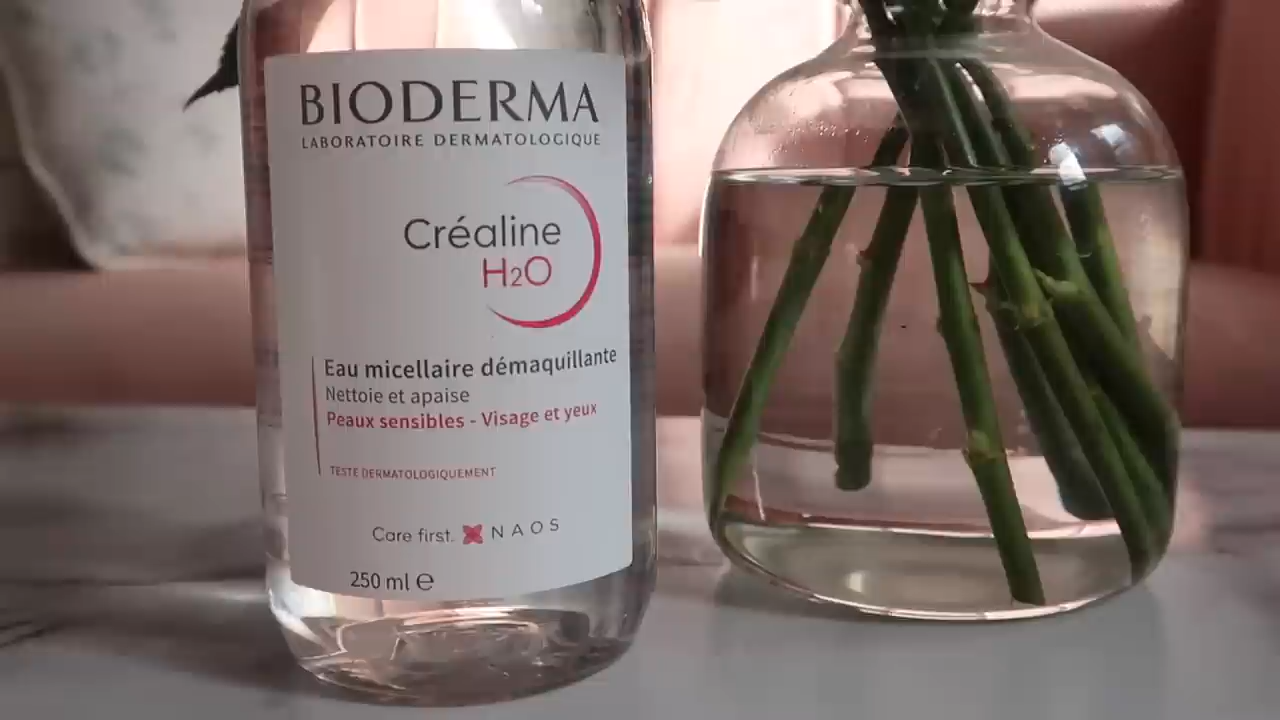 BIODERMA
LABORATOIRE DERMATOLOGIQUE
Créaline
H2O
Eau micellaire démaquillante
Nettoie et apaise
Peaux sensibles - Visage et yeux
TESTE DERMATOLOGIQUEMENT
Care first. NAOS
250 ml ℮